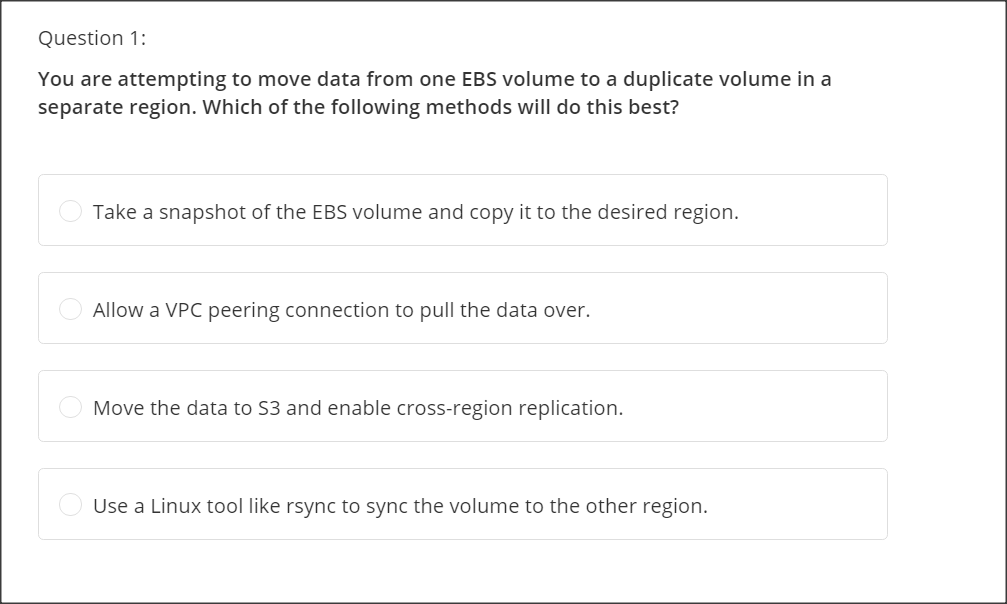 Question 1:
You are attempting to move data from one EBS volume to a duplicate volume in a
separate region. Which of the following methods will do this best?
Take a snapshot of the EBS volume and copy it to the desired region.
Allow a VPC peering connection to pull the data over.
Move the data to S3 and enable cross-region replication.
Use a Linux tool like rsync to sync the volume to the other region.